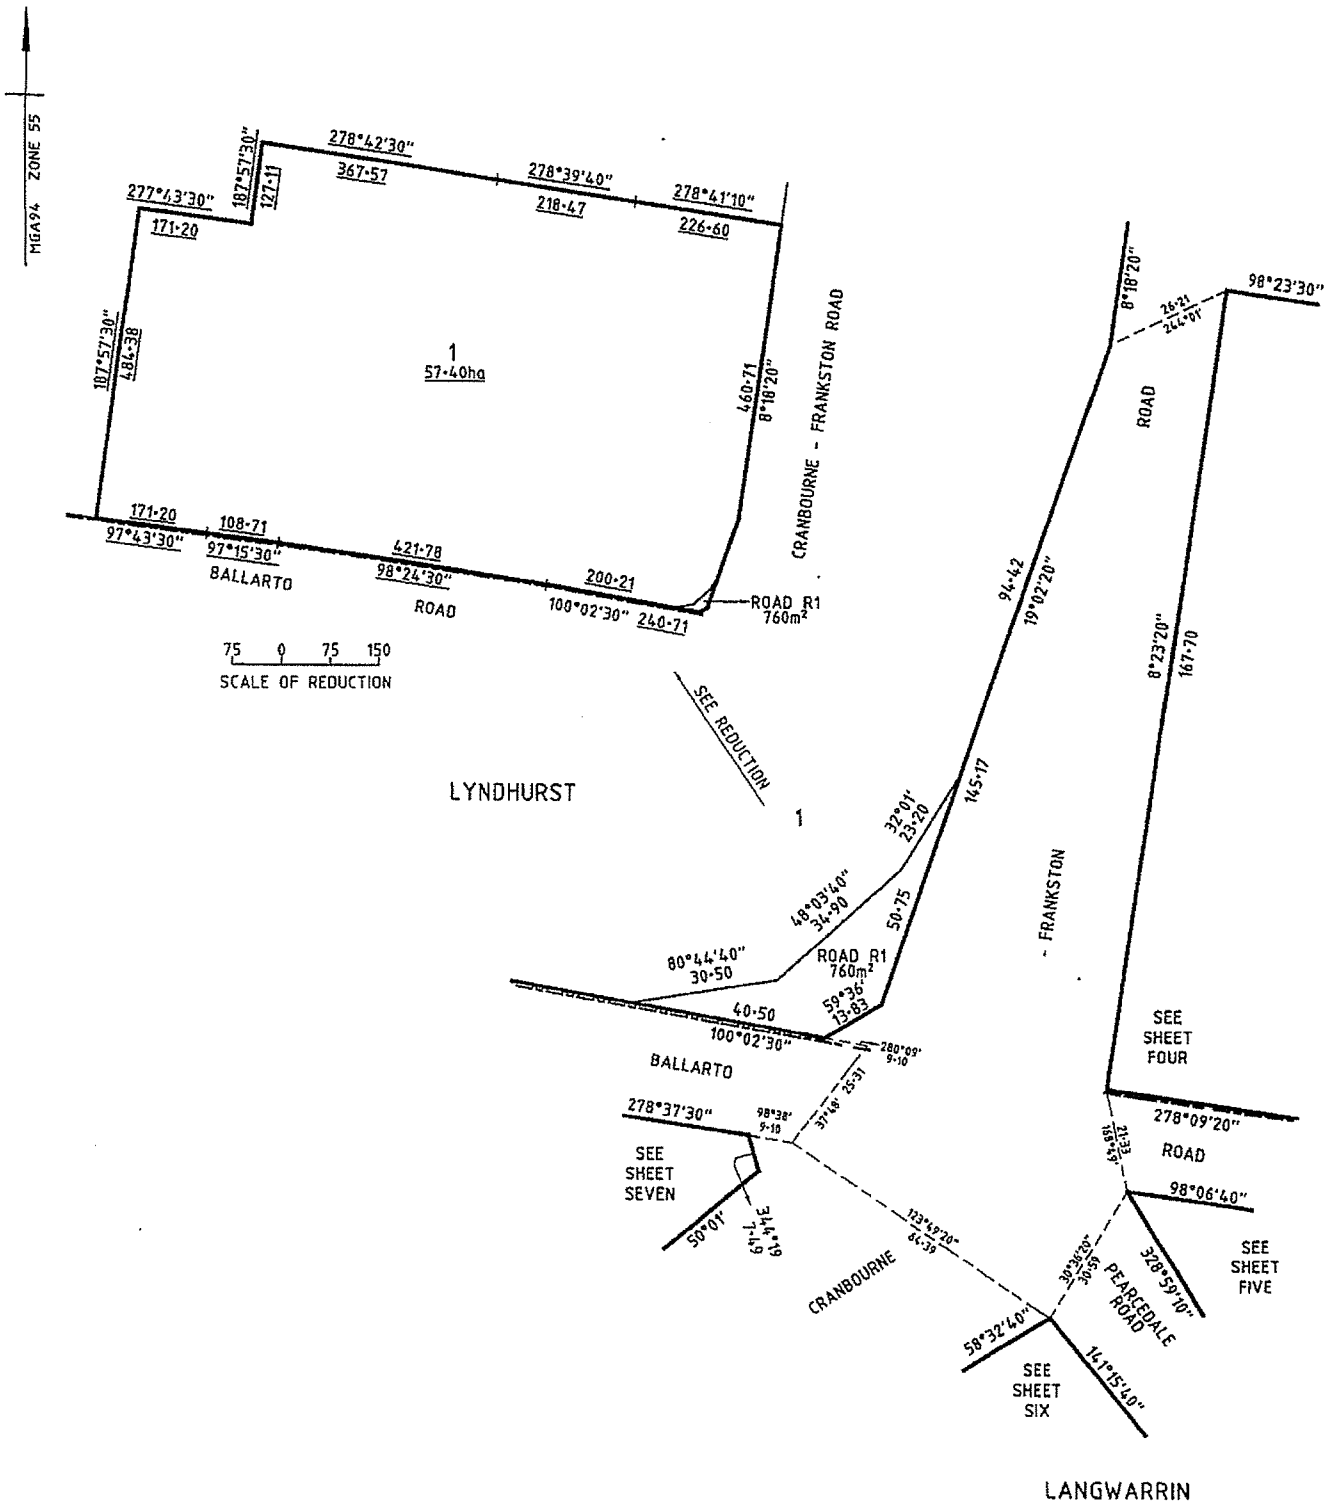 MGA94 ZONE 55
278°42'30"
367·57
278°39'40"
218·47
278°41'10"
226·60
187°57'30"
127·11
277°43'30"
171·20
187°57'30"
484·38
1
57·40ha
460·71
8°18'20"
CRANBOURNE - FRANKSTON ROAD
171·20
97°43'30"
108·71
97°15'30"
421·78
98°24'30"
200·21
100°02'30"
240·71
BALLARTO
ROAD
ROAD R1
760m²
75 0 75 150
SCALE OF REDUCTION
SEE REDUCTION
LYNDHURST
1
8°18'20"
26·21
244°01'
98°23'30"
ROAD
94·42
19°02'20"
8°23'20"
167·70
145·17
32°01'
23·20
48°03'40"
34·90
50·75
- FRANKSTON
80°44'40"
30·50
ROAD R1
760m²
59°36'
13·83
40·50
100°02'30"
280°09'
9·10
BALLARTO
37°48' 25·31
278°37'30"
98°38'
9·10
SEE
SHEET
SEVEN
344°19
7·49
50°01'
SEE
SHEET
FOUR
278°09'20"
21·33
168°49'
ROAD
98°06'40"
123°49'20"
64·39
CRANBOURNE
30°36'20"
30·59
PEARCEDALE
ROAD
328°59'10"
SEE
SHEET
FIVE
58°32'40"
SEE
SHEET
SIX
141°15'40"
LANGWARRIN